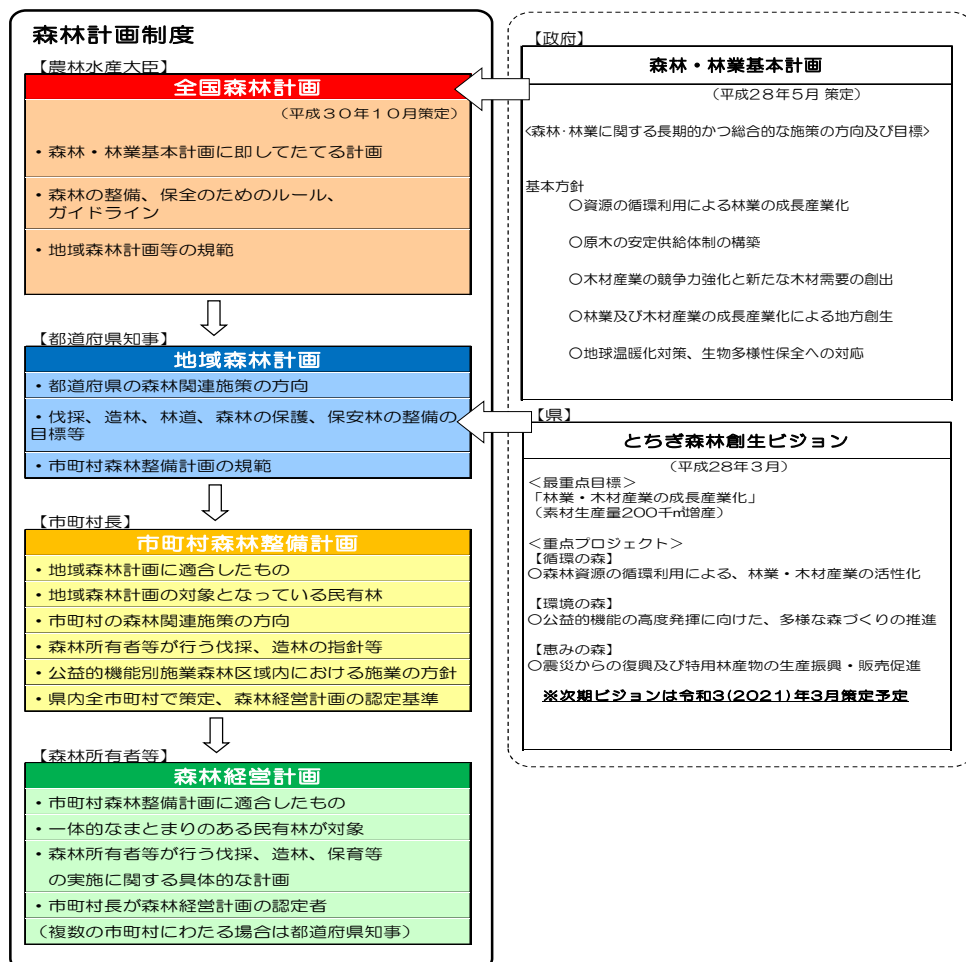 森林計画制度
【農林水産大臣】
全国森林計画
（平成３０年１０月策定）
・森林・林業基本計画に即してたてる計画
・森林の整備、保全のためのルール、
ガイドライン
・地域森林計画等の規範
【都道府県知事】
地域森林計画
・都道府県の森林関連施策の方向
・伐採、造林、林道、森林の保護、保安林の整備の
目標等
・市町村森林整備計画の規範
【市町村長】
市町村森林整備計画
・地域森林計画に適合したもの
・地域森林計画の対象となっている民有林
・市町村の森林関連施策の方向
・森林所有者等が行う伐採、造林の指針等
・公益的機能別施業森林区域内における施業の方針
・県内全市町村で策定、森林経営計画の認定基準
【森林所有者等】
森林経営計画
・市町村森林整備計画に適合したもの
・一体的なまとまりのある民有林が対象
・森林所有者等が行う伐採、造林、保育等
の実施に関する具体的な計画
・市町村長が森林経営計画の認定者
（複数の市町村にわたる場合は都道府県知事）
【政府】
森林・林業基本計画
（平成28年５月 策定）
<森林・林業に関する長期的かつ総合的な施策の方向及び目標>
基本方針
○資源の循環利用による林業の成長産業化
○原木の安定供給体制の構築
○木材産業の競争力強化と新たな木材需要の創出
○林業及び木材産業の成長産業化による地方創生
○地球温暖化対策、生物多様性保全への対応
【県】
とちぎ森林創生ビジョン
（平成28年３月）
＜最重点目標＞
「林業・木材産業の成長産業化」
（素材生産量200千㎥増産）
＜重点プロジェクト＞
【循環の森】
○森林資源の循環利用による、林業・木材産業の活性化
【環境の森】
○公益的機能の高度発揮に向けた、多様な森づくりの推進
【恵みの森】
○震災からの復興及び特用林産物の生産振興・販売促進
※次期ビジョンは令和3(2021)年3月策定予定